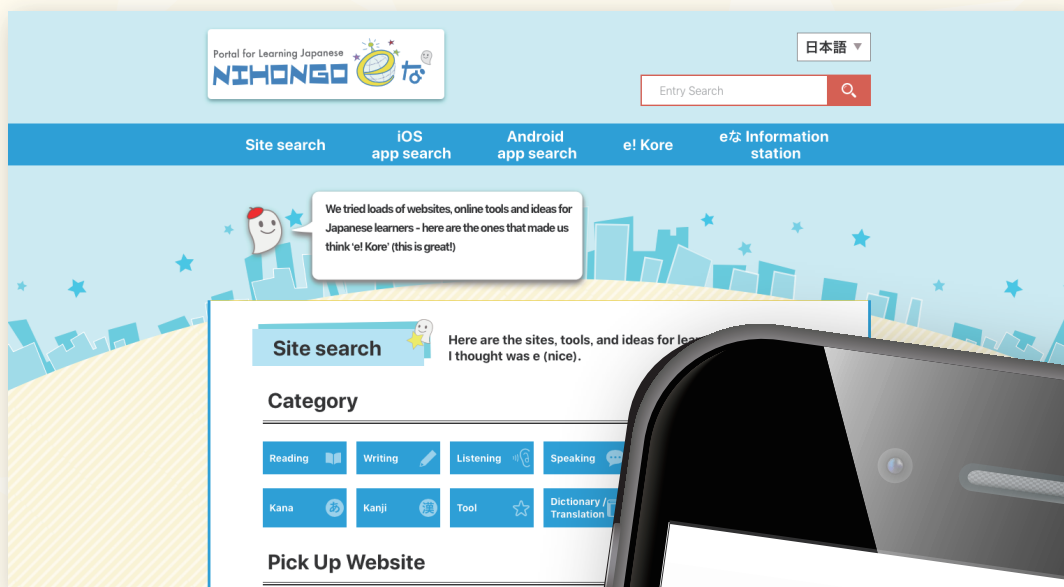 Portal for Learning Japanese
NIHONGO eな
日本語 ▼
Entry Search
Site search
iOS
app search
Android
app search
e! Kore
eな Information
station
We tried loads of websites, online tools and ideas for
Japanese learners - here are the ones that made us
think 'e! Kore' (this is great!)
Site search
Here are the sites, tools, and ideas for
I thought was e (nice).
Category
Reading
Writing
Listening
Speaking
Kana あ
Kanji 漢
Tool
Dictionary /
Translation
Pick Up Website